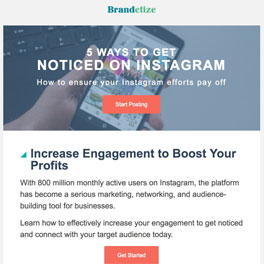 Brandetize
5 WAYS TO GET
NOTICED ON INSTAGRAM
How to ensure your Instagram efforts pay off
Start Posting
Increase Engagement to Boost Your
Profits
With 800 million monthly active users on Instagram, the platform
has become a serious marketing, networking, and audience-
building tool for businesses.
Learn how to effectively increase your engagement to get noticed
and connect with your target audience today.
Get Started